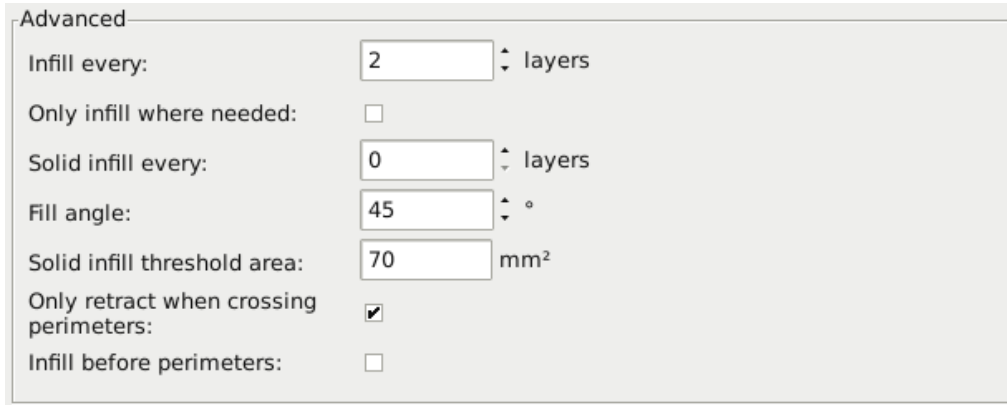 Advanced
Infill every: 2 layers
Only infill where needed:
Solid infill every: 0 layers
Fill angle: 45 °
Solid infill threshold area: 70 mm²
Only retract when crossing
perimeters:
Infill before perimeters: